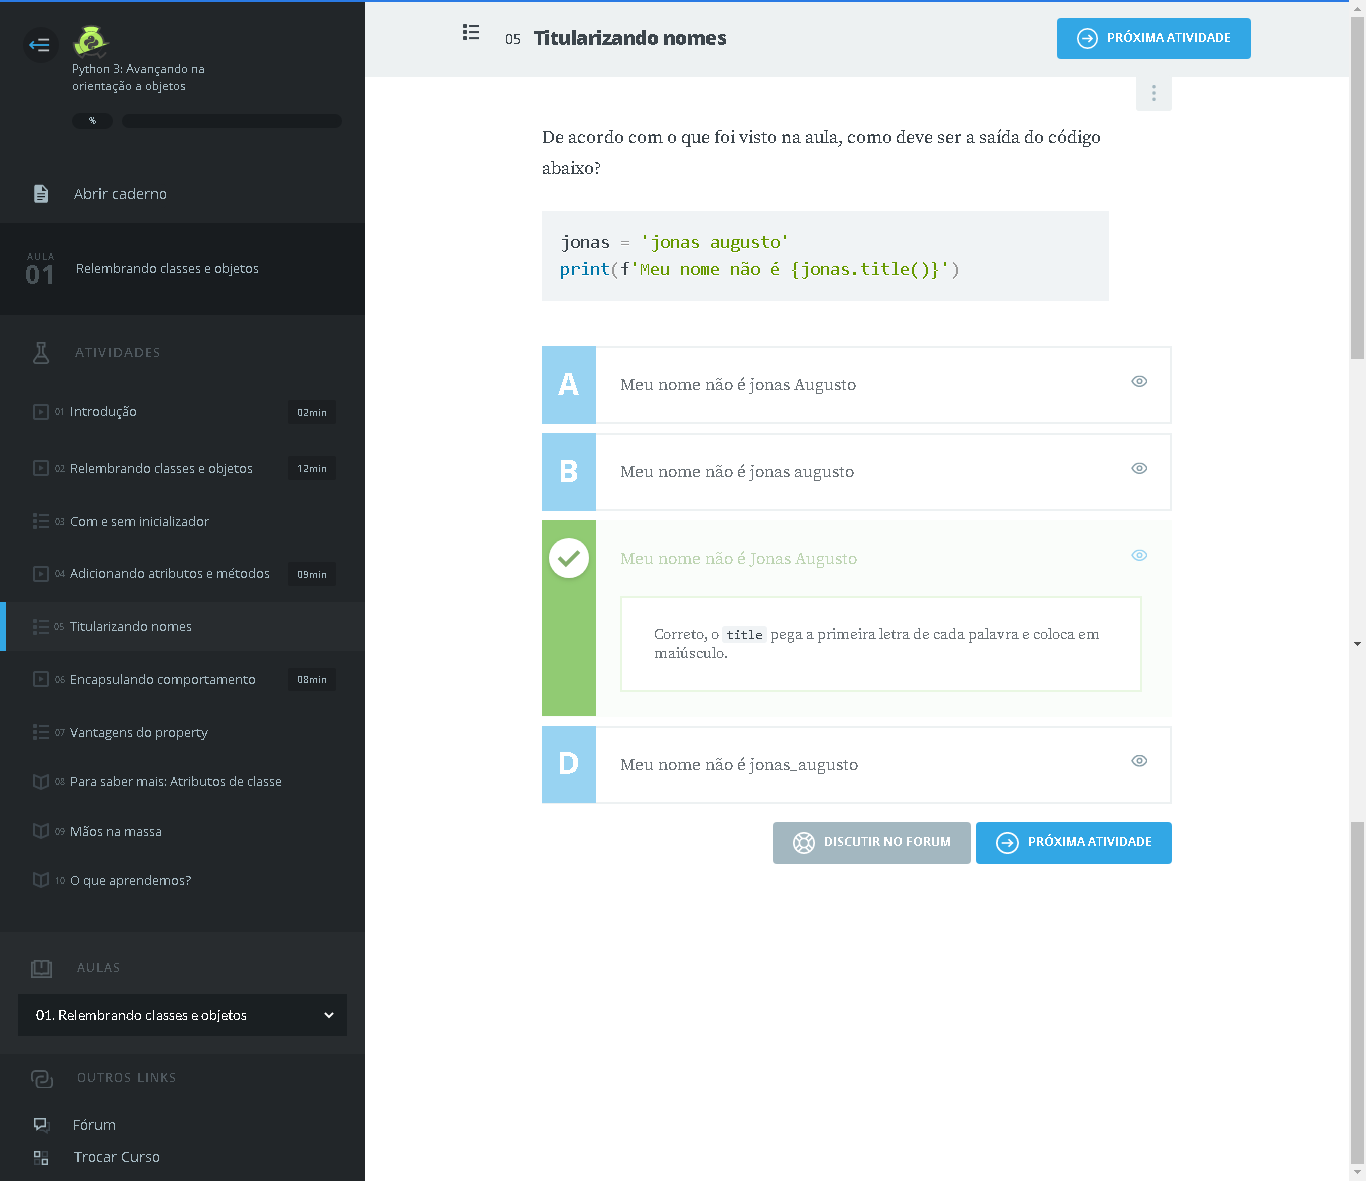 Python 3: Avançando na
orientação a objetos
%
Abrir caderno
AULA
01
Relembrando classes e objetos
ATIVIDADES
01 Introdução 02min
02 Relembrando classes e objetos 12min
03 Com e sem inicializador
04 Adicionando atributos e métodos 09min
05 Titularizando nomes
06 Encapsulando comportamento 08min
07 Vantagens do property
08 Para saber mais: Atributos de classe
09 Mãos na massa
10 O que aprendemos?
AULAS
01. Relembrando classes e objetos
OUTROS LINKS
Fórum
Trocar Curso
05 Titularizando nomes
PRÓXIMA ATIVIDADE
De acordo com o que foi visto na aula, como deve ser a saída do código
abaixo?
jonas = 'jonas augusto'
print(f'Meu nome não é {jonas.title()}')
A Meu nome não é jonas Augusto
B Meu nome não é jonas augusto
Meu nome não é Jonas Augusto
Correto, o title pega a primeira letra de cada palavra e coloca em
maiúsculo.
D Meu nome não é jonas_augusto
DISCUTIR NO FORUM
PRÓXIMA ATIVIDADE